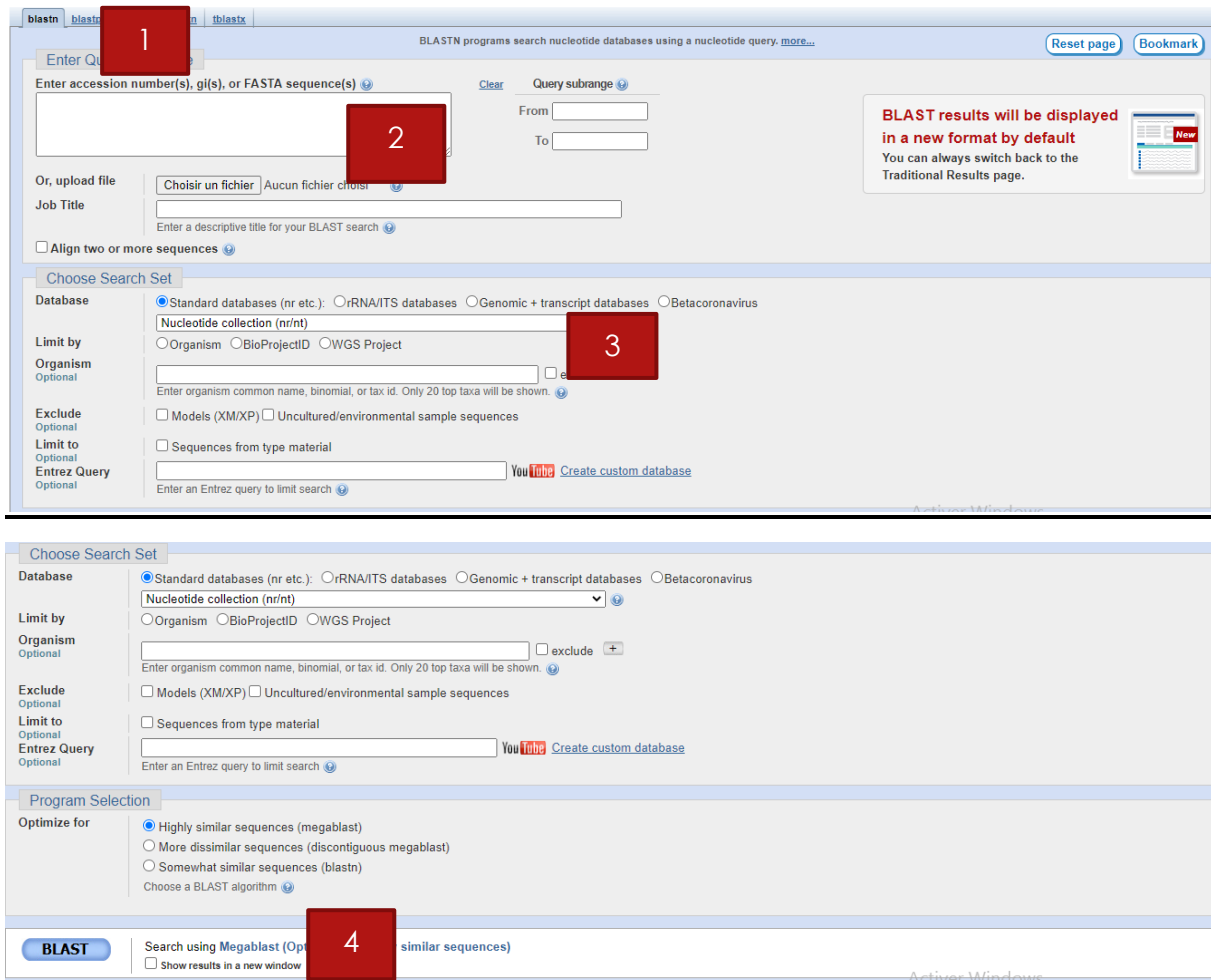 blastn blastp n tblastx
1
BLASTN programs search nucleotide databases using a nucleotide query. more...
Reset page Bookmark
Enter Qu e
Enter accession number(s), gi(s), or FASTA sequence(s) Clear Query subrange
From
To
2
BLAST results will be displayed
in a new format by default
You can always switch back to the
Traditional Results page.
New
Or, upload file Choisir un fichier Aucun fichier choisi
Job Title
Enter a descriptive title for your BLAST search
Align two or more sequences
Choose Search Set
Database Standard databases (nr etc.): rRNA/ITS databases Genomic + transcript databases Betacoronavirus
Nucleotide collection (nr/nt)
3
Limit by Organism BioProjectID WGS Project
Organism
Optional
e
Enter organism common name, binomial, or tax id. Only 20 top taxa will be shown.
Exclude
Optional
Models (XM/XP) Uncultured/environmental sample sequences
Limit to
Optional
Sequences from type material
Entrez Query
Optional
YouTube Create custom database
Enter an Entrez query to limit search
Activer Windows
Choose Search Set
Database Standard databases (nr etc.): rRNA/ITS databases Genomic + transcript databases Betacoronavirus
Nucleotide collection (nr/nt)
Limit by Organism BioProjectID WGS Project
Organism
Optional
exclude +
Enter organism common name, binomial, or tax id. Only 20 top taxa will be shown.
Exclude
Optional
Models (XM/XP) Uncultured/environmental sample sequences
Limit to
Optional
Sequences from type material
Entrez Query
Optional
YouTube Create custom database
Enter an Entrez query to limit search
Program Selection
Optimize for Highly similar sequences (megablast)
More dissimilar sequences (discontiguous megablast)
Somewhat similar sequences (blastn)
Choose a BLAST algorithm
4
BLAST Search using Megablast (Opt similar sequences)
Show results in a new window
Activer Windows